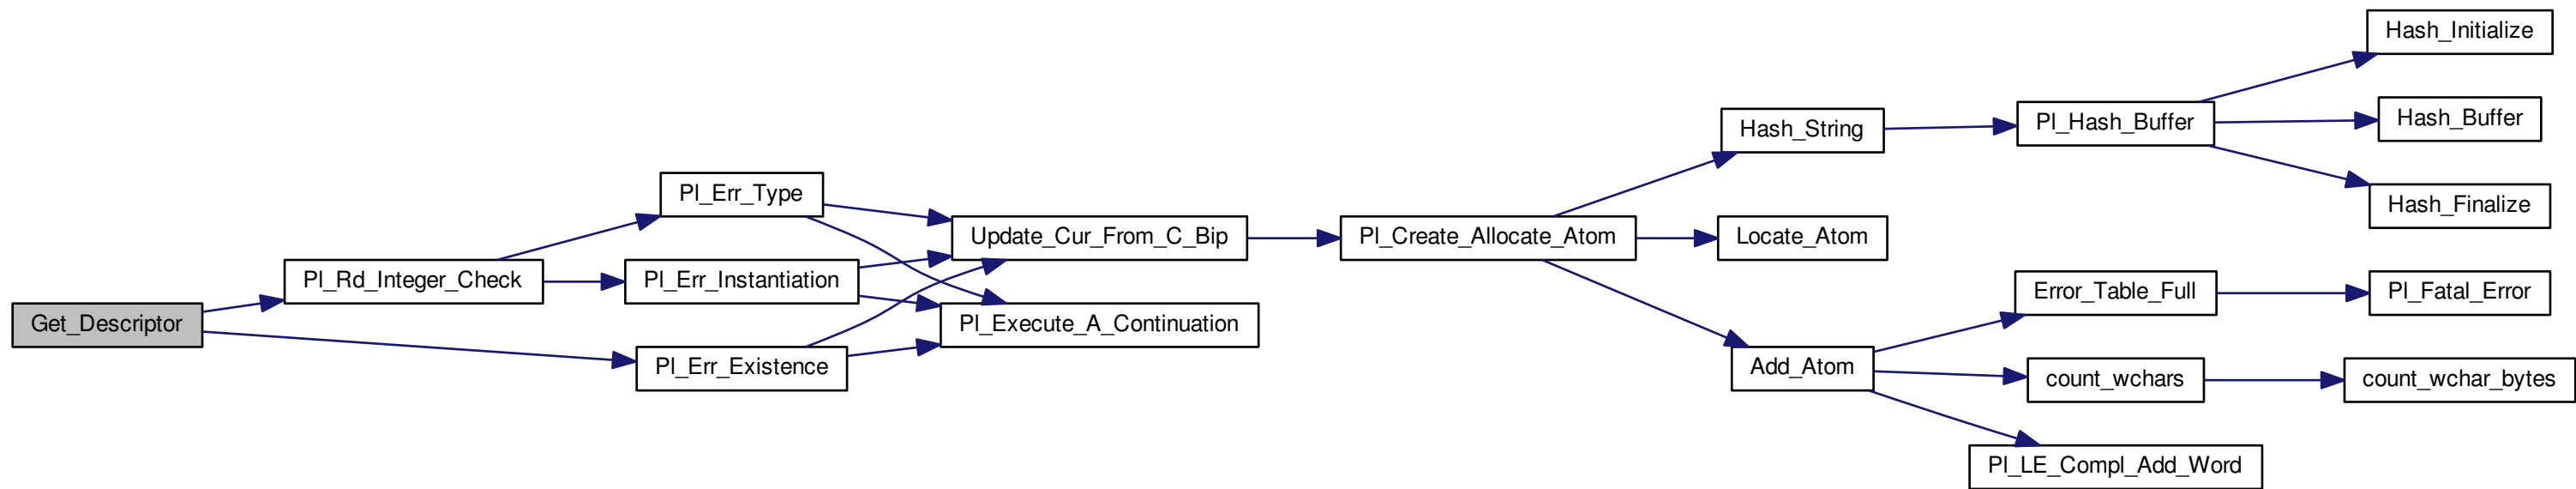 Get_Descriptor
Pl_Rd_Integer_Check
Pl_Err_Type
Pl_Err_Instantiation
Pl_Err_Existence
Update_Cur_From_C_Bip
Pl_Execute_A_Continuation
Pl_Create_Allocate_Atom
Hash_String
Locate_Atom
Add_Atom
Pl_Hash_Buffer
Error_Table_Full
count_wchars
Pl_LE_Compl_Add_Word
Hash_Initialize
Hash_Buffer
Hash_Finalize
Pl_Fatal_Error
count_wchar_bytes